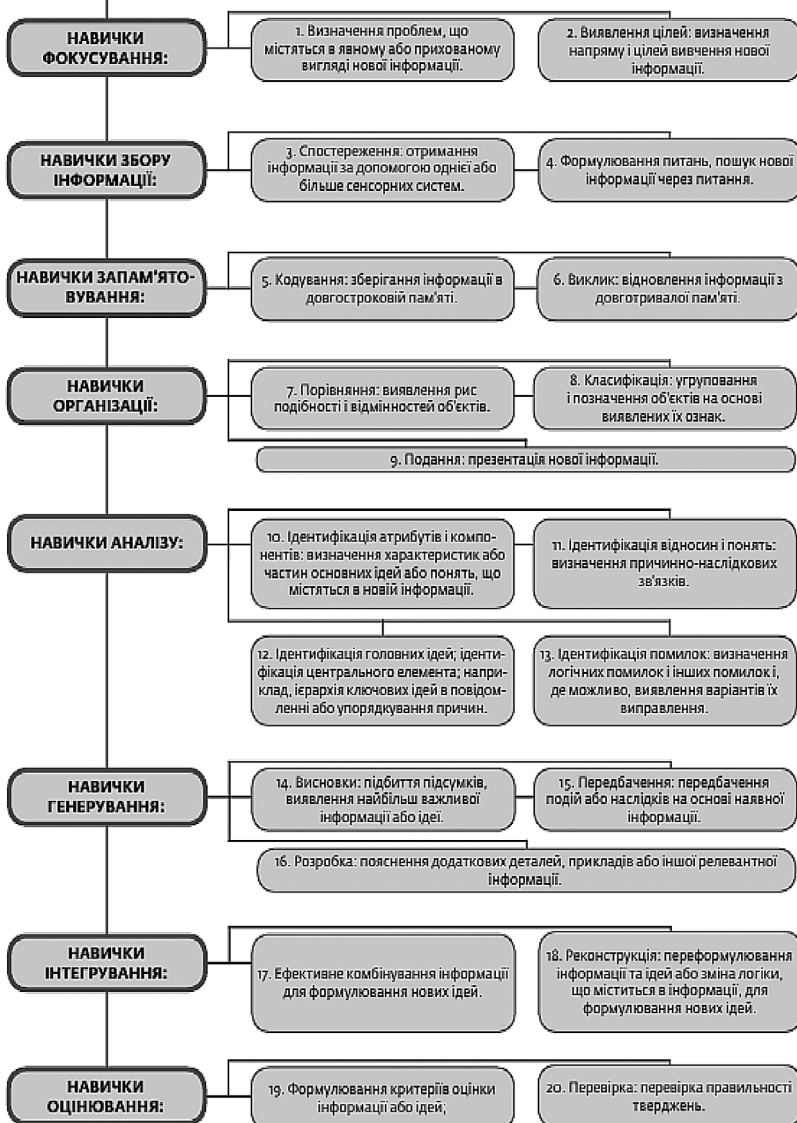 НАВИЧКИ
ФОКУСУВАННЯ:
1. Визначення проблем, що
містяться в явному або прихованому
вигляді нової інформації.
2. Виявлення цілей: визначення
напряму і цілей вивчення нової
інформації.
НАВИЧКИ ЗБОРУ
ІНФОРМАЦІЇ:
3. Спостереження: отримання
інформації за допомогою однієї або
більше сенсорних систем.
4. Формулювання питань, пошук нової
інформації через питання.
НАВИЧКИ ЗАПАМ'ЯТО-
ВУВАННЯ:
5. Кодування: зберігання інформації в
довгостроковій пам'яті.
6. Виклик: відновлення інформації з
довготривалої пам'яті.
НАВИЧКИ
ОРГАНІЗАЦІЇ:
7. Порівняння: виявлення рис
подібності і відмінностей об'єктів.
8. Класифікація: угруповання
і позначення об'єктів на основі
виявлених їх ознак.
9. Подання: презентація нової інформації.
НАВИЧКИ АНАЛІЗУ:
10. Ідентифікація атрибутів і компо-
нентів: визначення характеристик або
частин основних ідей або понять, що
містяться в новій інформації.
11. Ідентифікація відносин і понять:
визначення причинно-наслідкових
зв'язків.
12. Ідентифікація головних ідей; іденти-
фікація центрального елемента; напри-
клад, ієрархія ключових ідей в повідом-
ленні або упорядкування причин.
13. Ідентифікація помилок: визначення
логічних помилок і інших помилок і,
де можливо, виявлення варіантів їх
виправлення.
НАВИЧКИ
ГЕНЕРУВАННЯ:
14. Висновки: підбиття підсумків,
виявлення найбільш важливої
інформації або ідеї.
15. Передбачення: передбачення
подій або наслідків на основі наявної
інформації.
16. Розробка: пояснення додаткових деталей, прикладів або іншої релевантної
інформації.
НАВИЧКИ
ІНТЕГРУВАННЯ:
17. Ефективне комбінування інформації
для формулювання нових ідей.
18. Реконструкція: переформулювання
інформації та ідей або зміна логіки,
що міститься в інформації, для
формулювання нових ідей.
НАВИЧКИ
ОЦІНЮВАННЯ:
19. Формулювання критеріїв оцінки
інформації або ідей;
20. Перевірка: перевірка правильності
тверджень.